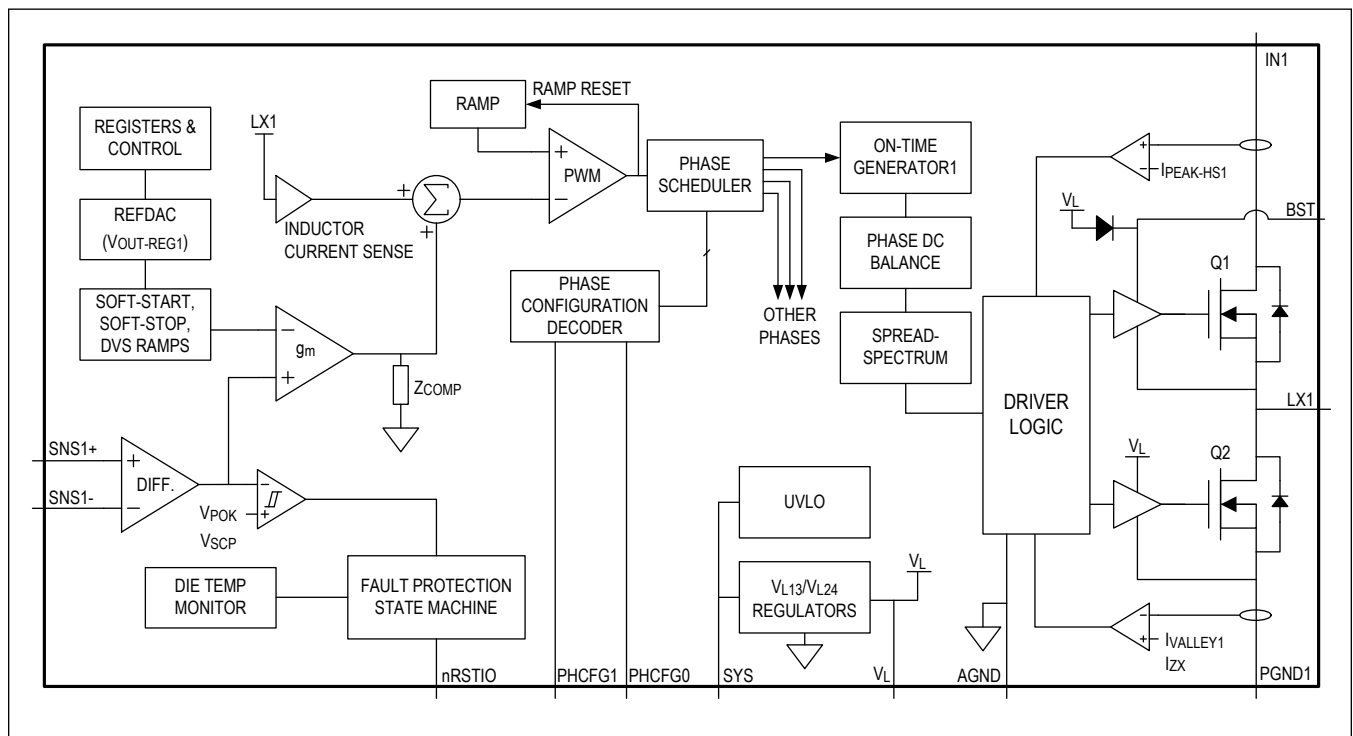 IN1
RAMP
RAMP RESET
REGISTERS &
CONTROL
LX1
+
-
PWM
PHASE
SCHEDULER
ON-TIME
GENERATOR1
+
-
IPEAK-HS1
REFDAC
(VOUT-REG1)
INDUCTOR
CURRENT SENSE
+
Σ
+
VL
BST
PHASE DC
BALANCE
Q1
SOFT-START,
SOFT-STOP,
DVS RAMPS
PHASE
CONFIGURATION
DECODER
OTHER
PHASES
SPREAD-
SPECTRUM
-
gm
+
ZCOMP
DRIVER
LOGIC
LX1
SNS1+
SNS1-
+
DIFF.
-
-
+
VPOK
VSCP
UVLO
VL
Q2
DIE TEMP
MONITOR
FAULT PROTECTION
STATE MACHINE
VL13/VL24
REGULATORS
VL
-
+
IVALLEY1
IZX
nRSTIO
PHCFG1
PHCFG0
SYS
VL
AGND
PGND1